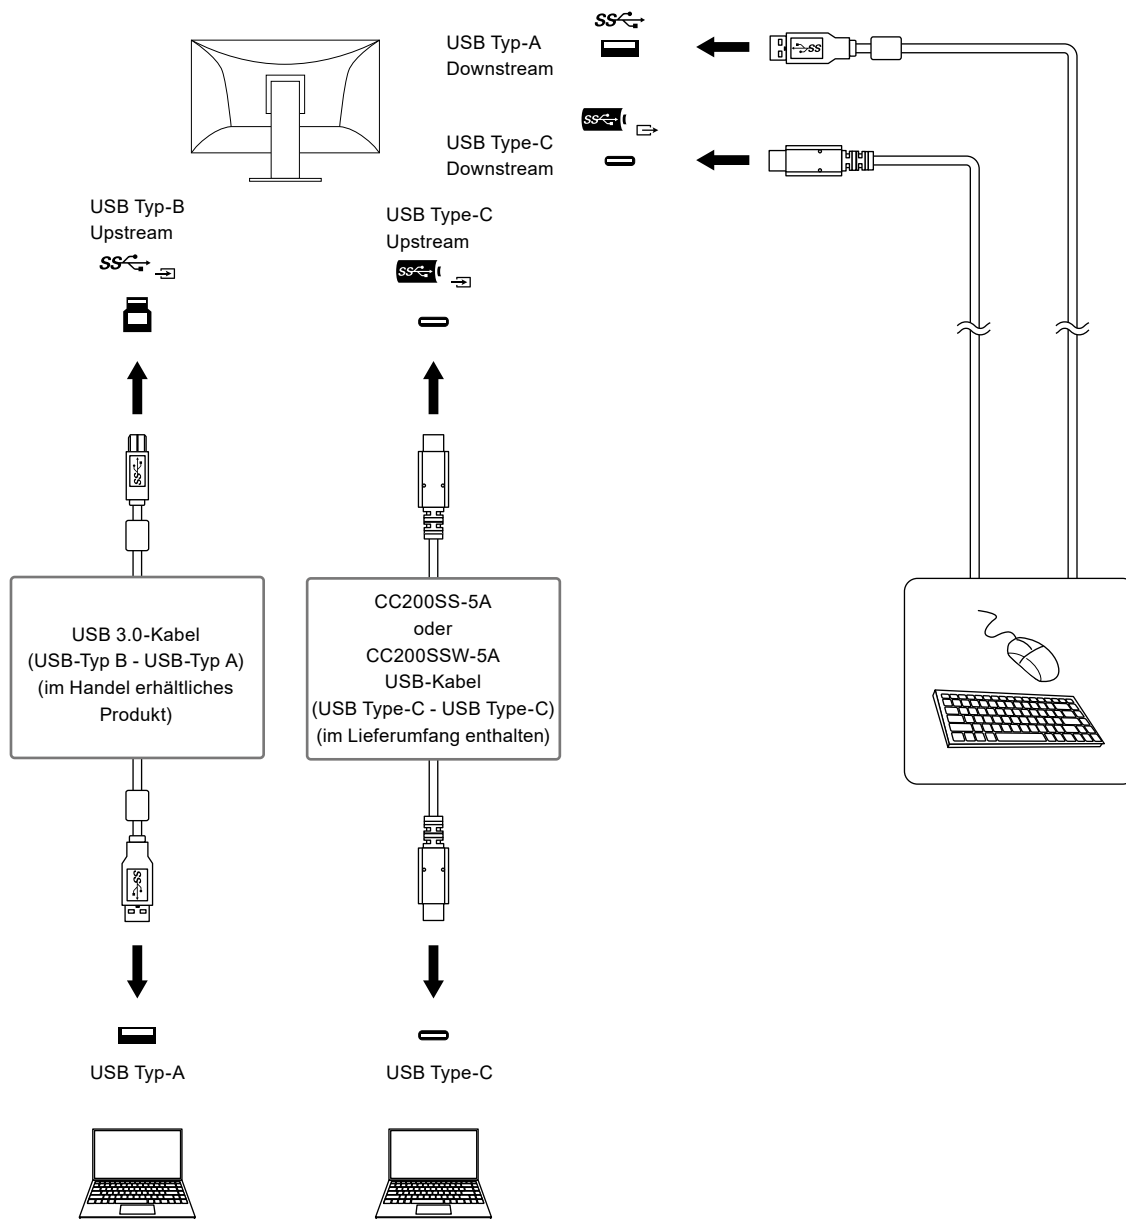 USB Typ-A
Downstream
USB Type-C
Downstream
USB Typ-B
Upstream
USB Type-C
Upstream
USB 3.0-Kabel
(USB-Typ B - USB-Typ A)
(im Handel erhältliches
Produkt)
CC200SS-5A
oder
CC200SSW-5A
USB-Kabel
(USB Type-C - USB Type-C)
(im Lieferumfang enthalten)
USB Typ-A
USB Type-C